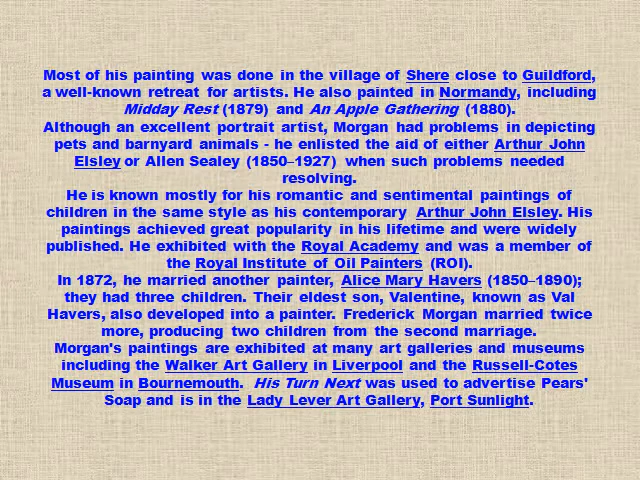 Most of his painting was done in the village of Shere close to Guildford,
a well-known retreat for artists. He also painted in Normandy, including
Midday Rest (1879) and An Apple Gathering (1880).
Although an excellent portrait artist, Morgan had problems in depicting
pets and barnyard animals - he enlisted the aid of either Arthur John
Elsley or Allen Sealey (1850–1927) when such problems needed
resolving.
He is known mostly for his romantic and sentimental paintings of
children in the same style as his contemporary Arthur John Elsley. His
paintings achieved great popularity in his lifetime and were widely
published. He exhibited with the Royal Academy and was a member of
the Royal Institute of Oil Painters (ROI).
In 1872, he married another painter, Alice Mary Havers (1850–1890);
they had three children. Their eldest son, Valentine, known as Val
Havers, also developed into a painter. Frederick Morgan married twice
more, producing two children from the second marriage.
Morgan's paintings are exhibited at many art galleries and museums
including the Walker Art Gallery in Liverpool and the Russell-Cotes
Museum in Bournemouth. His Turn Next was used to advertise Pears'
Soap and is in the Lady Lever Art Gallery, Port Sunlight.